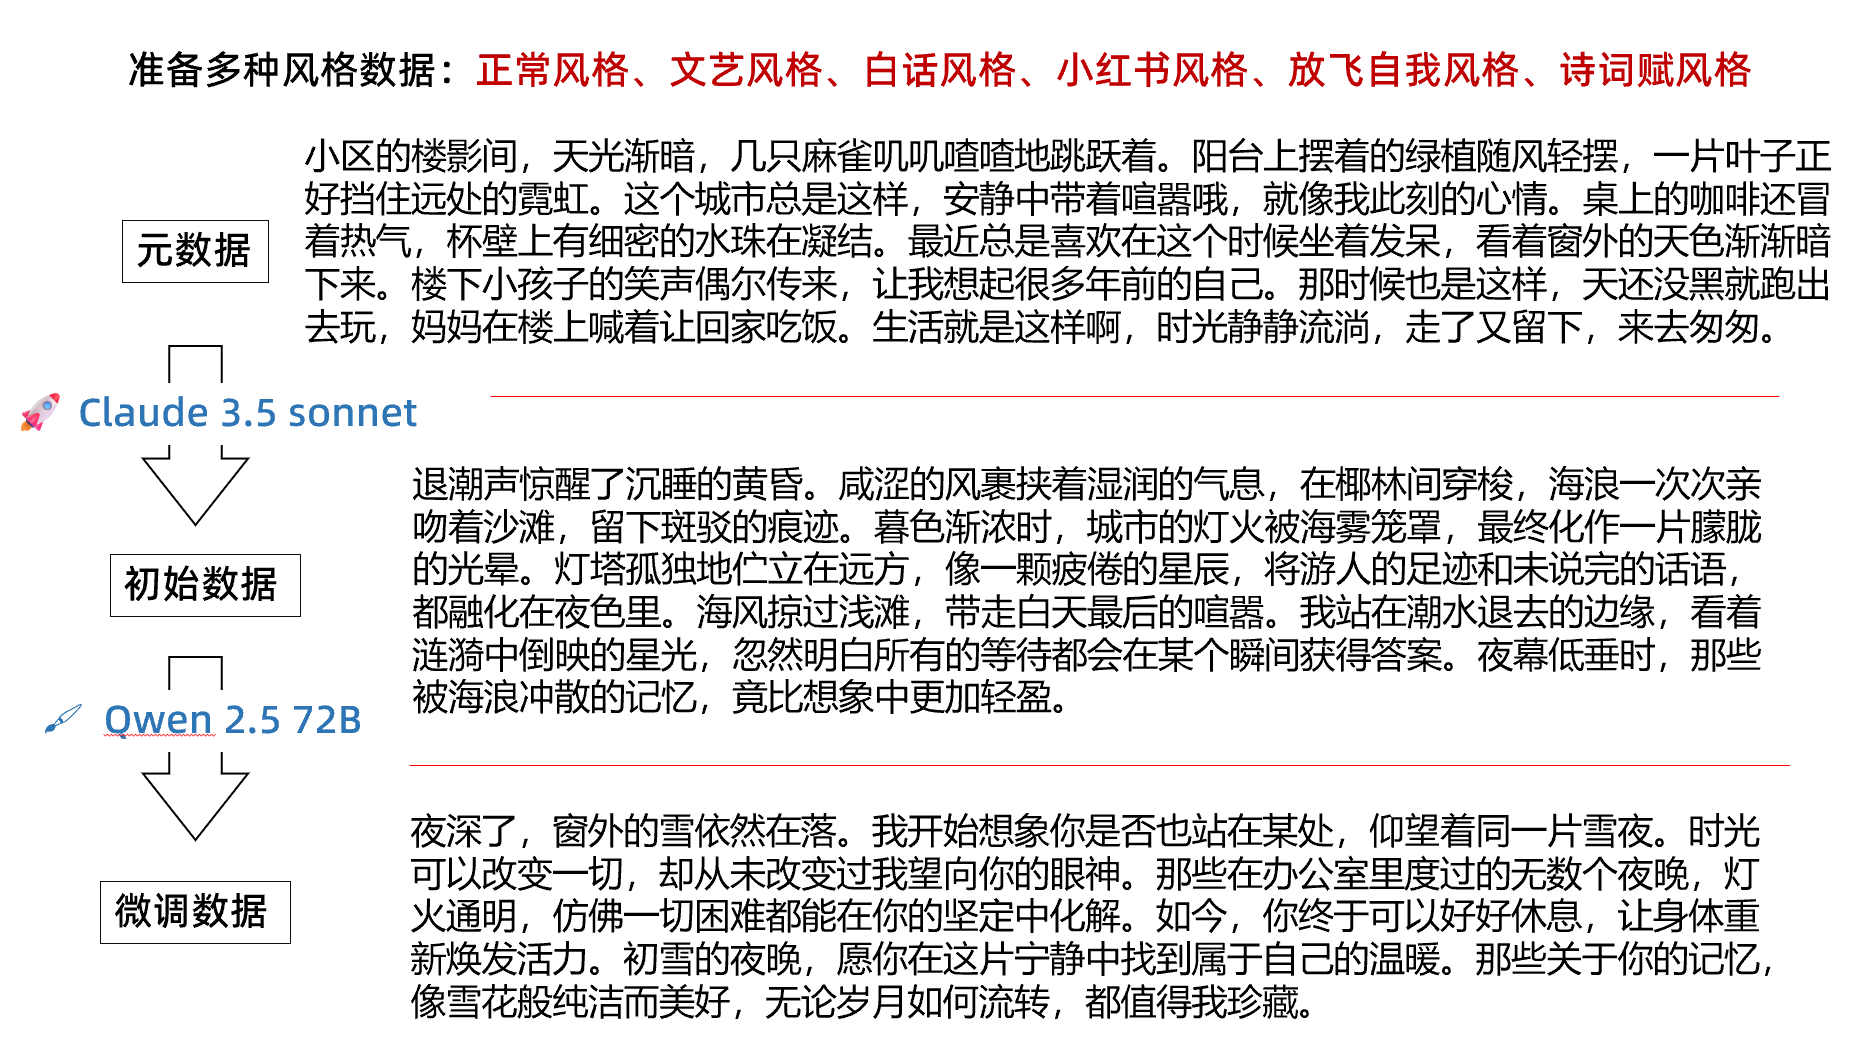 准备多种风格数据：正常风格、文艺风格、白话风格、小红书风格、放飞自我风格、诗词赋风格
元数据
小区的楼影间，天光渐暗，几只麻雀叽叽喳喳地跳跃着。阳台上摆着的绿植随风轻摆，一片叶子正
好挡住远处的霓虹。这个城市总是这样，安静中带着喧嚣哦，就像我此刻的心情。桌上的咖啡还冒
着热气，杯壁上有细密的水珠在凝结。最近总是喜欢在这个时候坐着发呆，看着窗外的天色渐渐暗
下来。楼下小孩子的笑声偶尔传来，让我想起很多年前的自己。那时候也是这样，天还没黑就跑出
去玩，妈妈在楼上喊着让回家吃饭。生活就是这样啊，时光静静流淌，走了又留下，来去匆匆。
Claude 3.5 sonnet
初始数据
退潮声惊醒了沉睡的黄昏。咸涩的风裹挟着湿润的气息，在椰林间穿梭，海浪一次次亲
吻着沙滩，留下斑驳的痕迹。暮色渐浓时，城市的灯火被海雾笼罩，最终化作一片朦胧
的光晕。灯塔孤独地伫立在远方，像一颗疲倦的星辰，将游人的足迹和未说完的话语，
都融化在夜色里。海风掠过浅滩，带走白天最后的喧嚣。我站在潮水退去的边缘，看着
涟漪中倒映的星光，忽然明白所有的等待都会在某个瞬间获得答案。夜幕低垂时，那些
被海浪冲散的记忆，竟比想象中更加轻盈。
Qwen 2.5 72B
微调数据
夜深了，窗外的雪依然在落。我开始想象你是否也站在某处，仰望着同一片雪夜。时光
可以改变一切，却从未改变过我望向你的眼神。那些在办公室里度过的无数个夜晚，灯
火通明，仿佛一切困难都能在你的坚定中化解。如今，你终于可以好好休息，让身体重
新焕发活力。初雪的夜晚，愿你在这片宁静中找到属于自己的温暖。那些关于你的记忆，
像雪花般纯洁而美好，无论岁月如何流转，都值得我珍藏。